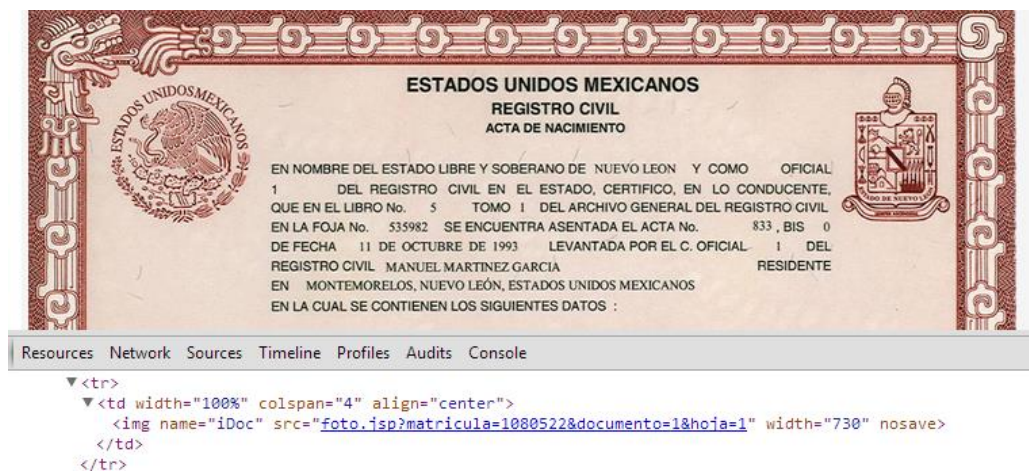 ESTADOS UNIDOS MEXICANOS
REGISTRO CIVIL
ACTA DE NACIMIENTO
ESTADOS UNIDOS MEXICANOS
EN NOMBRE DEL ESTADO LIBRE Y SOBERANO DE NUEVO LEON Y COMO OFICIAL
1 DEL REGISTRO CIVIL EN EL ESTADO, CERTIFICO, EN LO CONDUCENTE,
QUE EN EL LIBRO No. 5 TOMO 1 DEL ARCHIVO GENERAL DEL REGISTRO CIVIL
EN LA FOJA No. 535982 SE ENCUENTRA ASENTADA EL ACTA No. 833 , BIS 0
DE FECHA 11 DE OCTUBRE DE 1993 LEVANTADA POR EL C. OFICIAL 1 DEL
REGISTRO CIVIL MANUEL MARTINEZ GARCIA RESIDENTE
EN MONTEMORELOS, NUEVO LEÓN, ESTADOS UNIDOS MEXICANOS
EN LA CUAL SE CONTIENEN LOS SIGUIENTES DATOS :
Resources Network Sources Timeline Profiles Audits Console
▼<tr>
▼<td width="100%" colspan="4" align="center">
<img name="iDoc" src="foto.jsp?matricula=1080522&documento=1&hoja=1" width="730" nosave>
</td>
</tr>